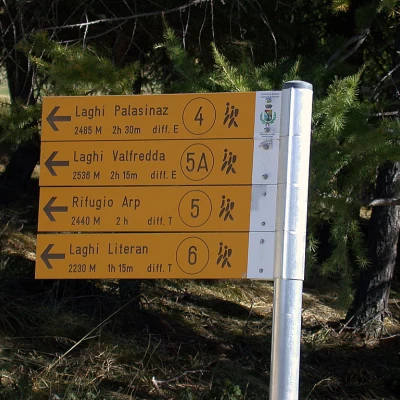 Laghi Palasinaz 4
2485 M 2h 30m diff. E
Laghi Valfredda 5A
2536 M 2h 15m diff. E
Rifugio Arp 5
2440 M 2 h diff. T
Laghi Literan 6
2230 M 1h 15m diff. T